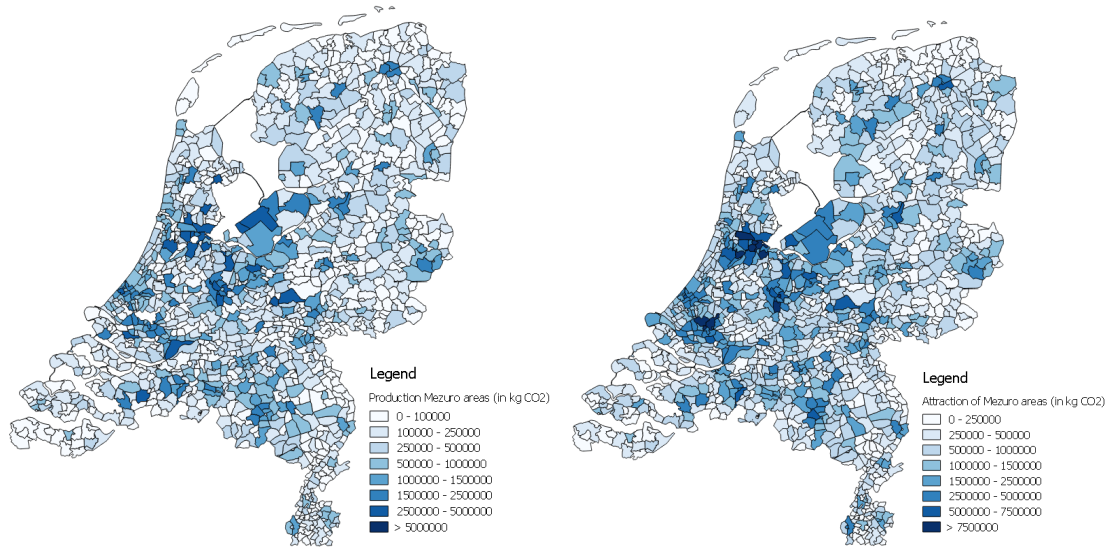 Legend
Production Mezuro areas (in kg CO2)
0 - 100000
100000 - 250000
250000 - 500000
500000 - 1000000
1000000 - 1500000
1500000 - 2500000
2500000 - 5000000
> 5000000
Legend
Attraction of Mezuro areas (in kg CO2)
0 - 250000
250000 - 500000
500000 - 1000000
1000000 - 1500000
1500000 - 2500000
2500000 - 5000000
5000000 - 7500000
> 7500000